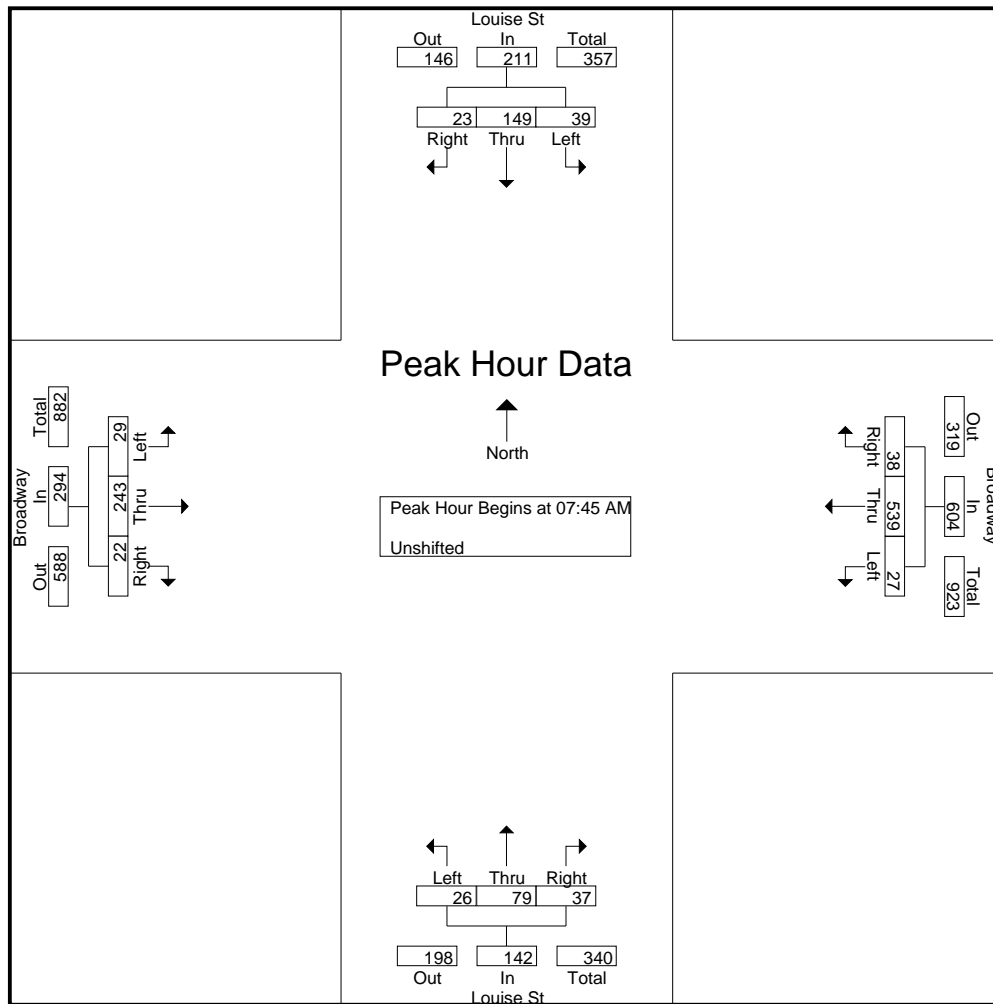 Louise St
Out In Total
146 211 357
23 149 39
Right Thru Left
Peak Hour Data
North
Peak Hour Begins at 07:45 AM
Unshifted
Broadway
Out In Total
588 294 882
29 243 22
Left Thru Right
Broadway
Out In Total
319 604 923
38 539 27
Right Thru Left
Left Thru Right
26 79 37
198 142 340
Out In Total
Louise St